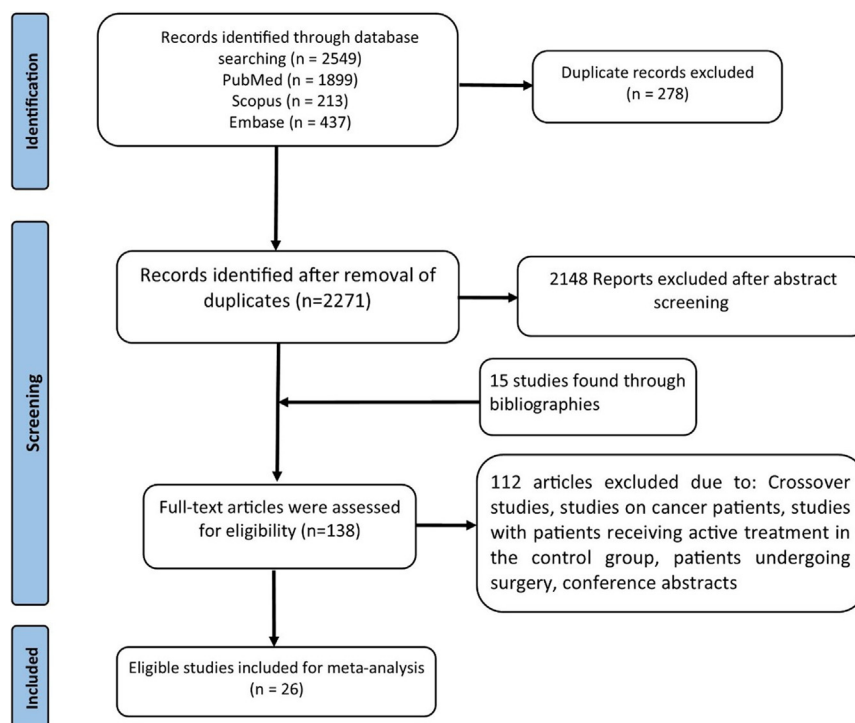 Identification
Records identified through database
searching (n = 2549)
PubMed = 1899)
Scopus = 213)
Embase = 437)
Duplicate records excluded
(n = 278)
Screening
Records identified after removal of
duplicates (n=2271)
2148 Reports excluded after abstract
screening
15 studies found through
bibliographies
Full-text articles were assessed
for eligibility (n=138)
112 articles excluded due to: Crossover
studies, studies on cancer patients, studies
with patients receiving active treatment in
the control group, patients undergoing
surgery, conference abstracts
Included
Eligible studies included for meta-analysis
(n = 26)